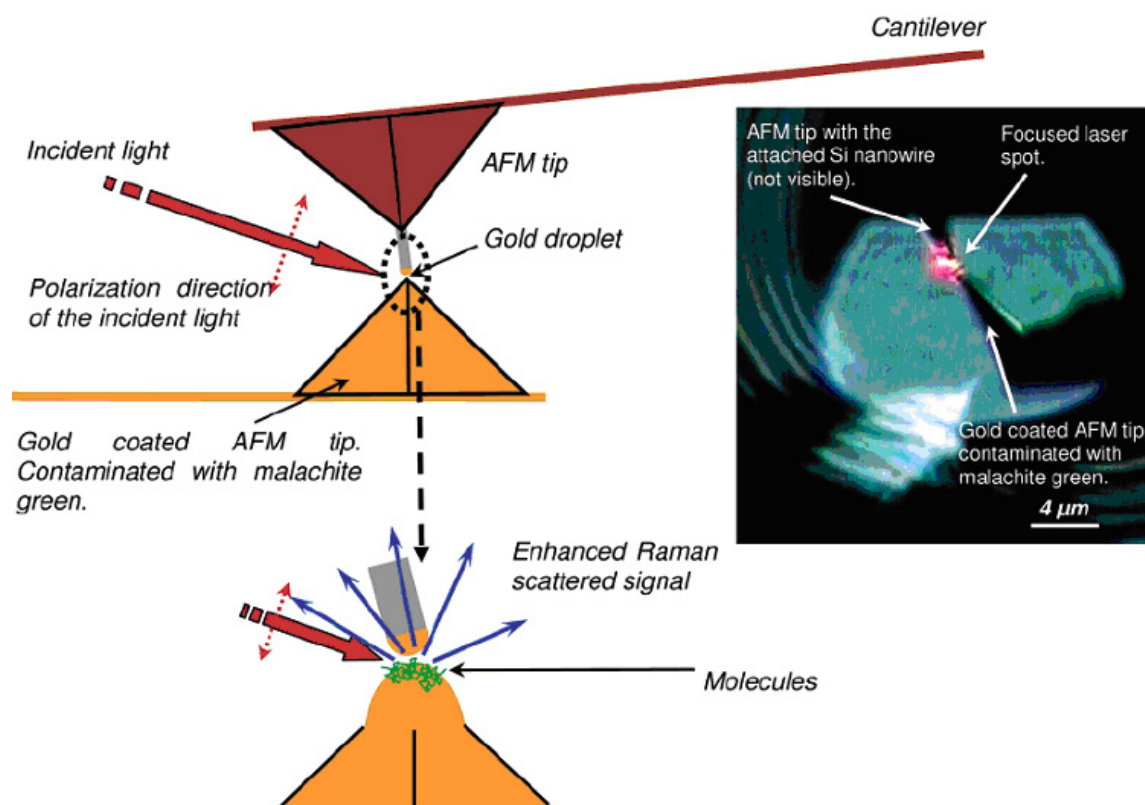 Cantilever
Incident light
AFM tip
Gold droplet
Polarization direction
of the incident light
Gold coated AFM tip.
Contaminated with malachite
green.
AFM tip with the
attached Si nanowire
(not visible).
Focused laser
spot.
Gold coated AFM tip
contaminated with
malachite green.
4 µm
Enhanced Raman
scattered signal
Molecules